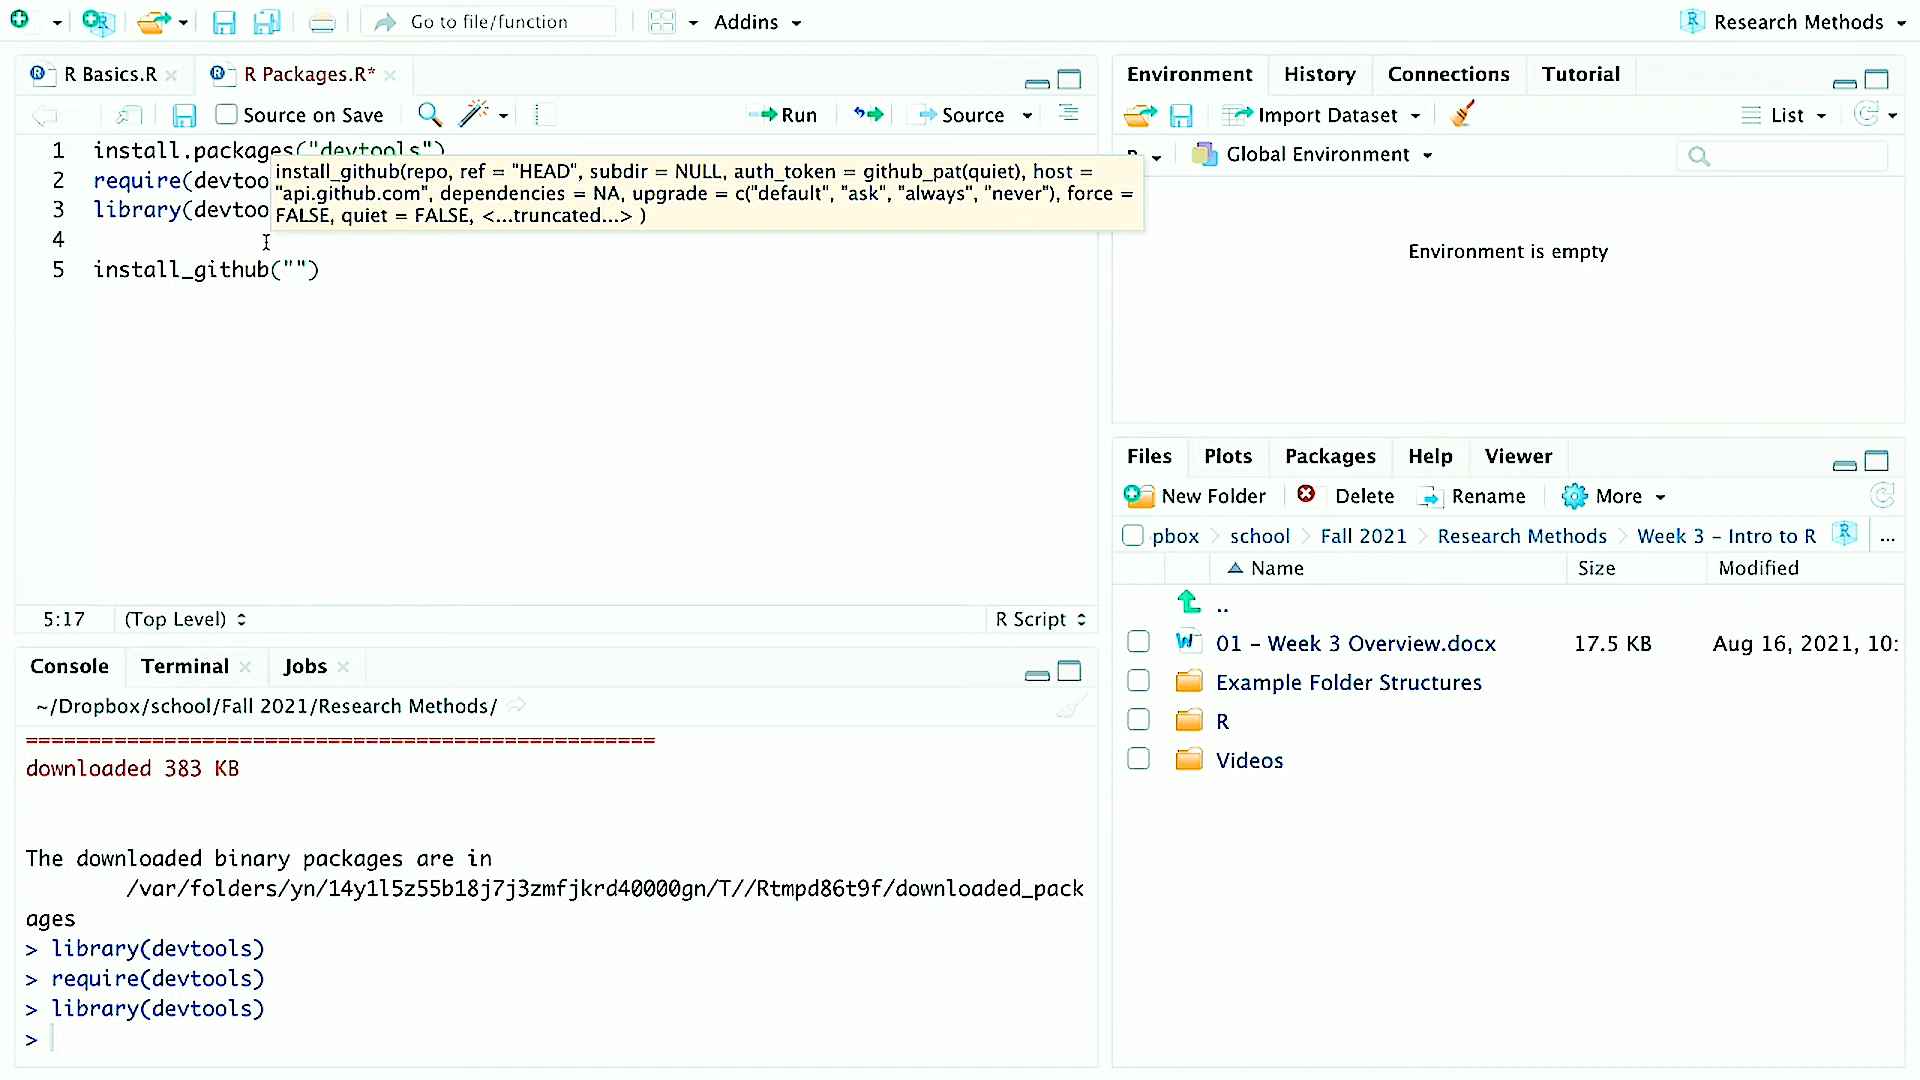 Go to file/function
Addins
Research Methods
R Basics.R
R Packages.R*
Source on Save
Run
Source
1 install.packages("devtools")
2 require(devtoo
3 library(devtoo
4
5 install_github("")
install_github(repo, ref = "HEAD", subdir = NULL, auth_token = github_pat(quiet), host =
"api.github.com", dependencies = NA, upgrade = c("default", "ask", "always", "never"), force =
FALSE, quiet = FALSE, <...truncated...> )
5:17
(Top Level)
R Script
Console
Terminal
Jobs
~/Dropbox/school/Fall 2021/Research Methods/
==================================================
downloaded 383 KB
The downloaded binary packages are in
/var/folders/yn/14y1l5z55b18j7j3zmfjkrd40000gn/T//Rtmpd86t9f/downloaded_pack
ages
> library(devtools)
> require(devtools)
> library(devtools)
>
Environment
History
Connections
Tutorial
Import Dataset
List
Global Environment
Environment is empty
Files
Plots
Packages
Help
Viewer
New Folder
Delete
Rename
More
pbox
school
Fall 2021
Research Methods
Week 3 – Intro to R
...
Name
Size
Modified
..
01 – Week 3 Overview.docx
17.5 KB
Aug 16, 2021, 10:
Example Folder Structures
R
Videos